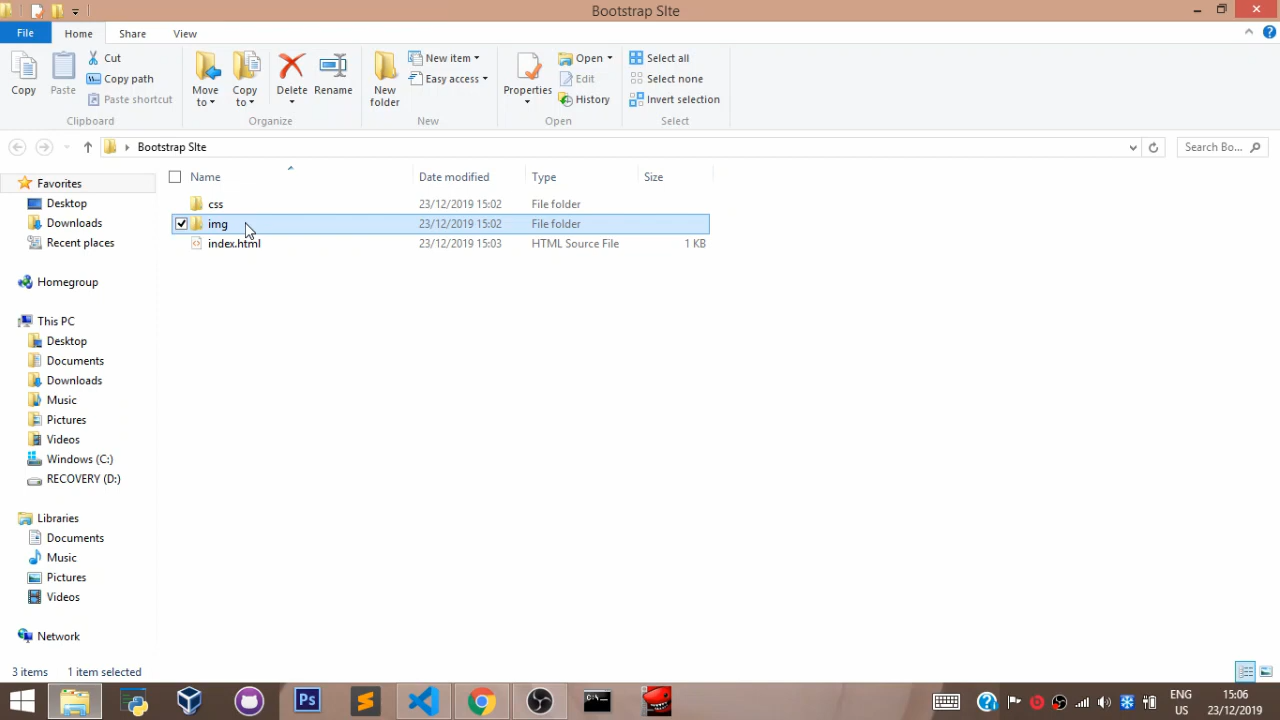 Bootstrap SIte
File Home Share View
Copy
Paste
Cut
Copy path
Paste shortcut
Clipboard
Move to
Copy to
Delete
Rename
Organize
New folder
New item
Easy access
New
Properties
Open
Edit
History
Open
Select all
Select none
Invert selection
Select
Bootstrap SIte
Search Bo...
Name Date modified Type Size
css 23/12/2019 15:02 File folder
img 23/12/2019 15:02 File folder
index.html 23/12/2019 15:03 HTML Source File 1 KB
Favorites
Desktop
Downloads
Recent places
Homegroup
This PC
Desktop
Documents
Downloads
Music
Pictures
Videos
Windows (C:)
RECOVERY (D:)
Libraries
Documents
Music
Pictures
Videos
Network
3 items 1 item selected
Ps
ENG
US
15:06
23/12/2019